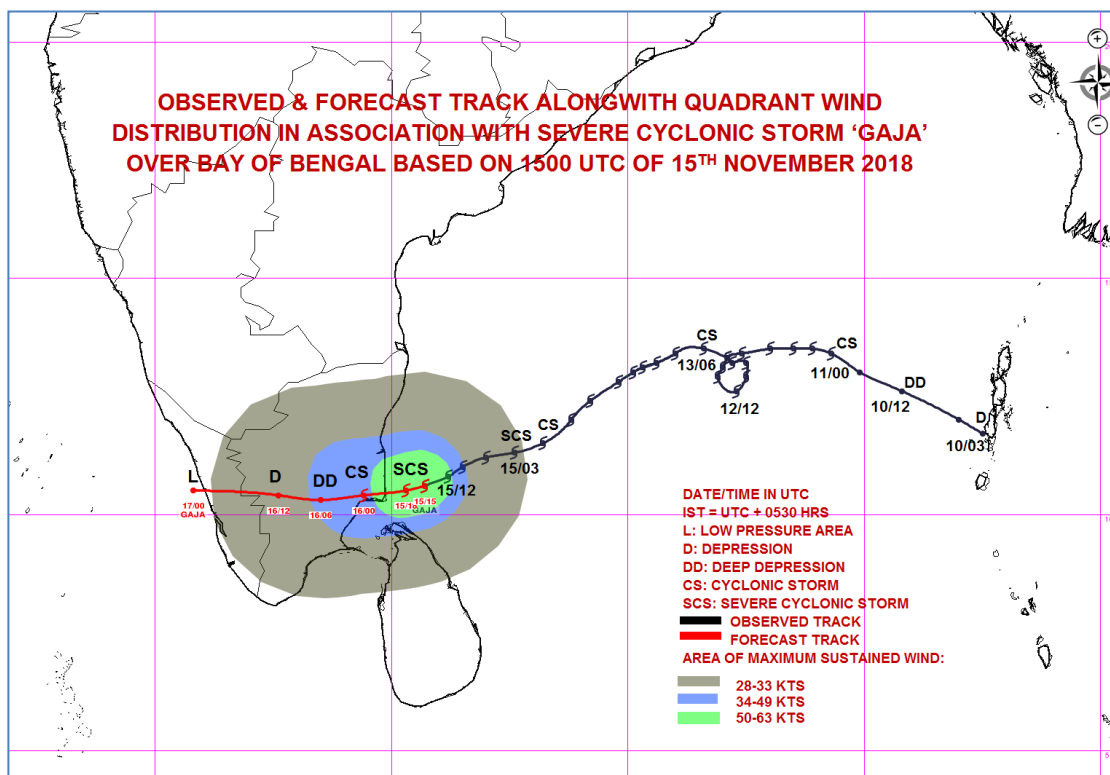 OBSERVED & FORECAST TRACK ALONGWITH QUADRANT WIND
DISTRIBUTION IN ASSOCIATION WITH SEVERE CYCLONIC STORM ‘GAJA’
OVER BAY OF BENGAL BASED ON 1500 UTC OF 15TH NOVEMBER 2018
CS
13/06
CS
11/00
12/12
DD
10/12
D
10/03
CS
SCS
15/03
SCS
15/12
CS
DD
D
L
17/00
GAJA
16/12
16/06
16/00
15/15
GAJA
DATE/TIME IN UTC
IST = UTC + 0530 HRS
L: LOW PRESSURE AREA
D: DEPRESSION
DD: DEEP DEPRESSION
CS: CYCLONIC STORM
SCS: SEVERE CYCLONIC STORM
OBSERVED TRACK
FORECAST TRACK
AREA OF MAXIMUM SUSTAINED WIND:
28-33 KTS
34-49 KTS
50-63 KTS